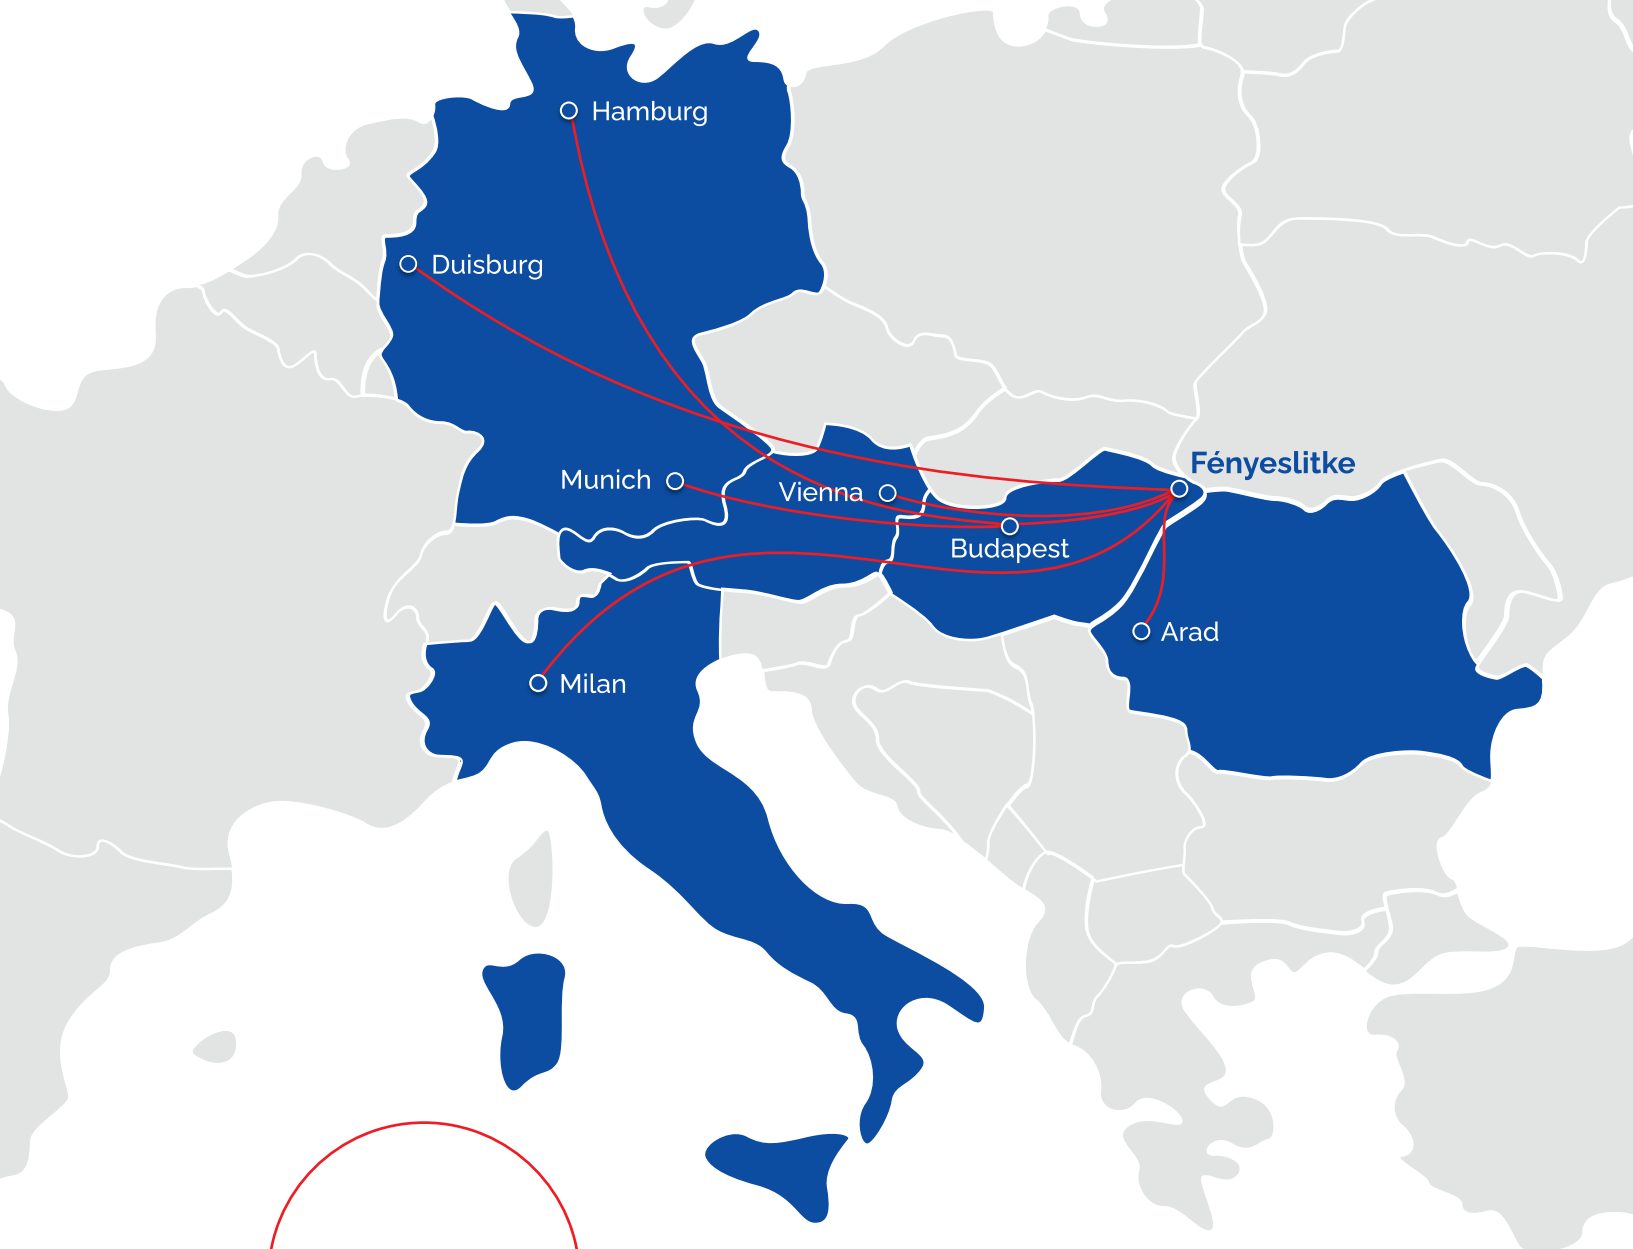 Hamburg
Duisburg
Fényeslitke
Munich
Vienna
Budapest
Arad
Milan